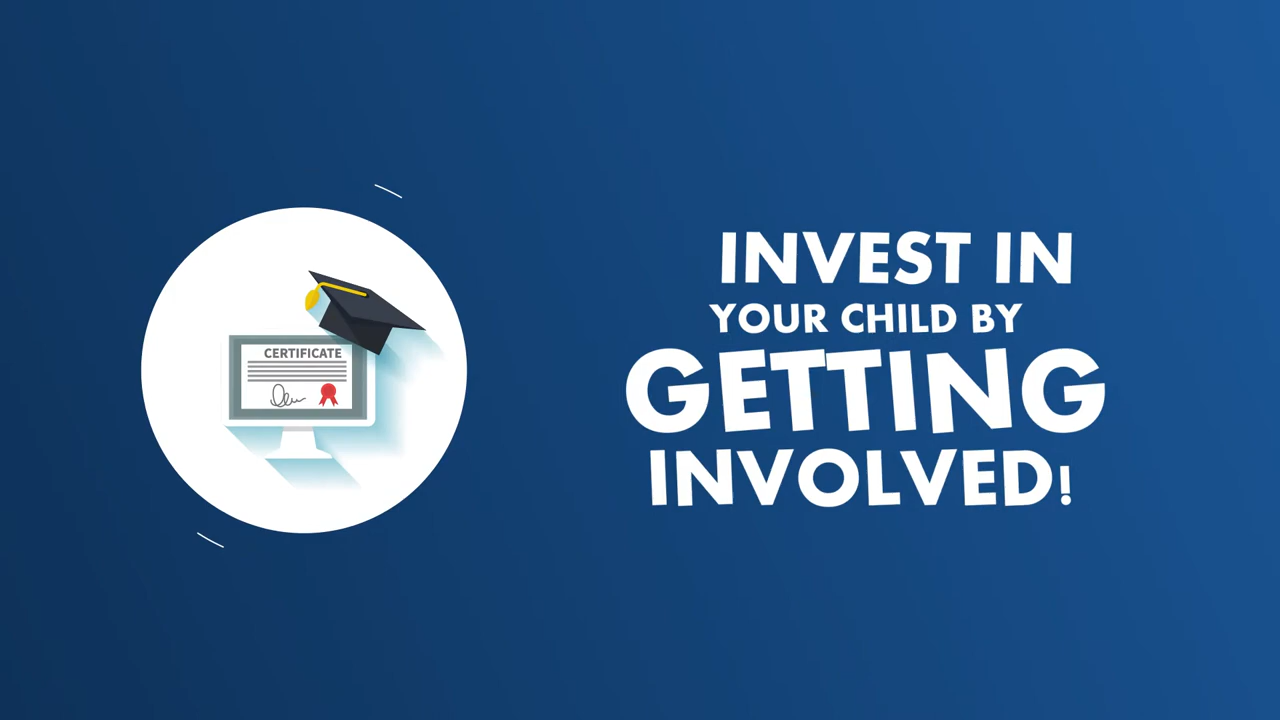 CERTIFICATE
INVEST IN
YOUR CHILD BY
GETTING
INVOLVED!